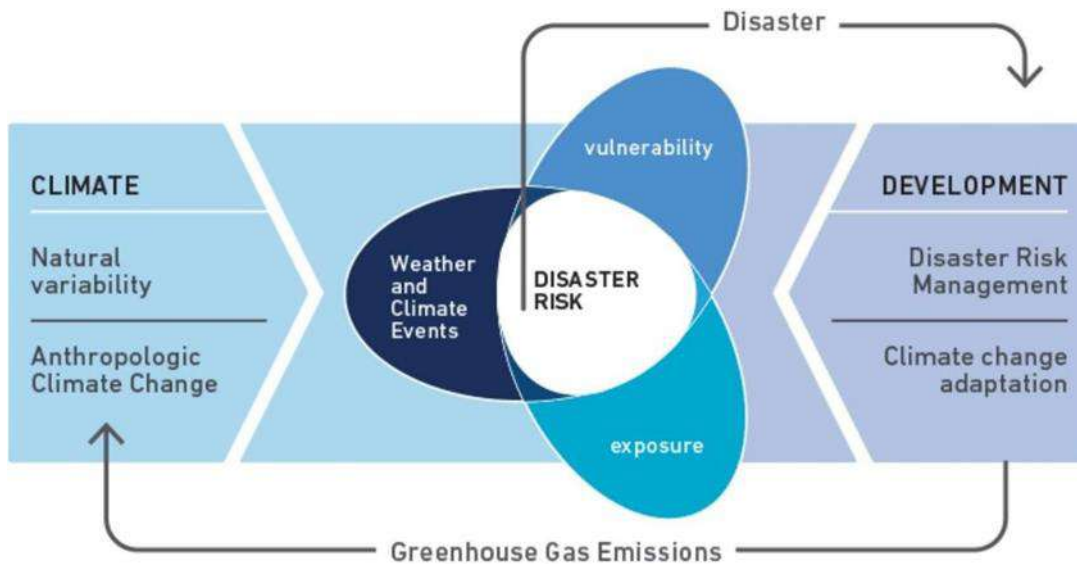 Disaster
CLIMATE
Natural
variability
Anthropologic
Climate Change
Weather
and
Climate
Events
DISASTER
RISK
vulnerability
exposure
DEVELOPMENT
Disaster Risk
Management
Climate change
adaptation
Greenhouse Gas Emissions